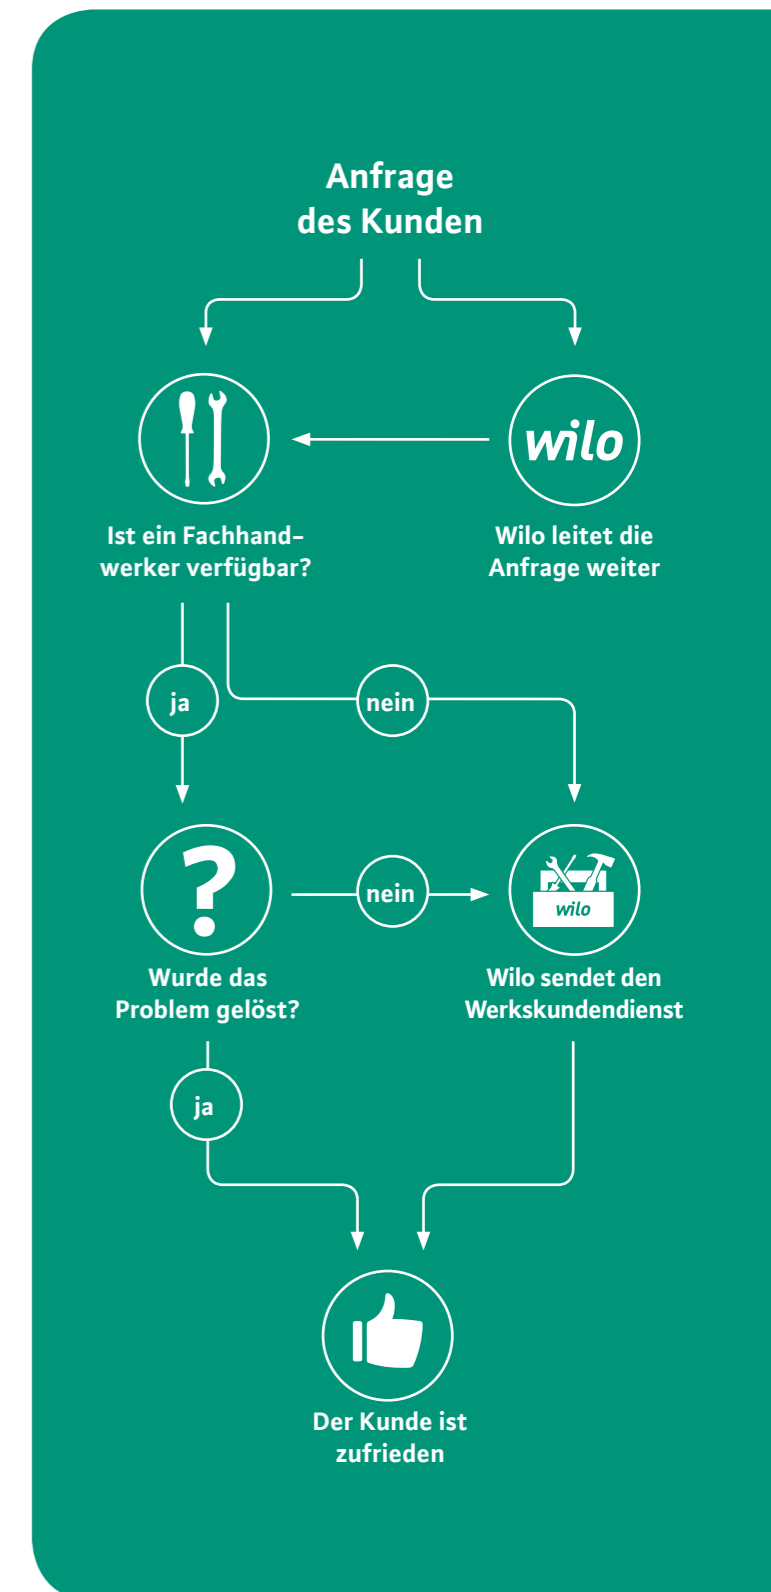 Anfrage
des Kunden
wilo
Ist ein Fachhand-
werker verfügbar?
Wilo leitet die
Anfrage weiter
ja
nein
?
nein
wilo
Wurde das
Problem gelöst?
Wilo sendet den
Werkskundendienst
ja
Der Kunde ist
zufrieden